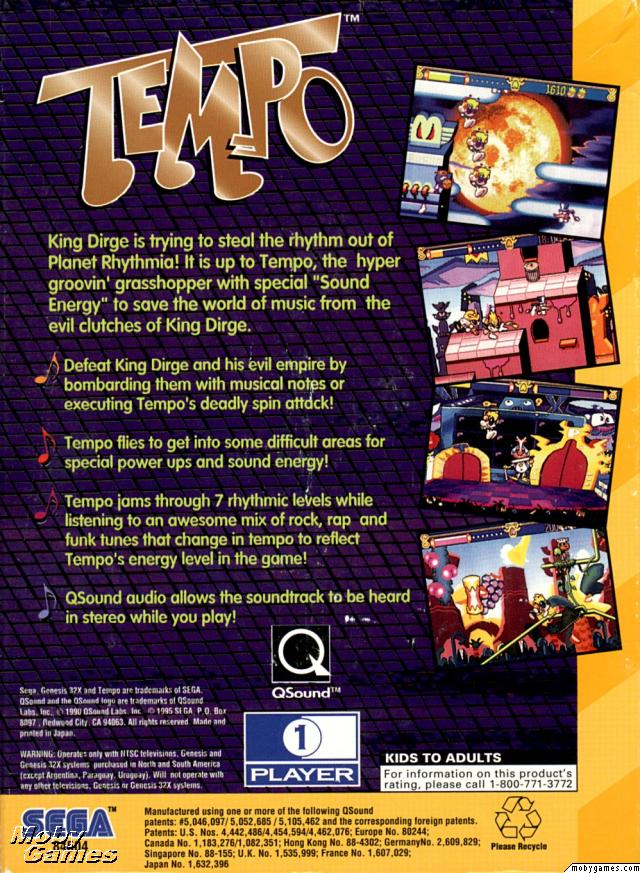 TEMPO™
1610
King Dirge is trying to steal the rhythm out of
Planet Rhythmia! It is up to Tempo, the hyper
groovin' grasshopper with special "Sound
Energy" to save the world of music from the
evil clutches of King Dirge.
Defeat King Dirge and his evil empire by
bombarding them with musical notes or
executing Tempo's deadly spin attack!
Tempo flies to get into some difficult areas for
special power ups and sound energy!
Tempo jams through 7 rhythmic levels while
listening to an awesome mix of rock, rap and
funk tunes that change in tempo to reflect
Tempo's energy level in the game!
QSound audio allows the soundtrack to be heard
in stereo while you play!
Q
QSound™
Sega, Genesis 32X and Tempo are trademarks of SEGA.
QSound and the QSound logo are trademarks of QSound
Labs, Inc. © 1990 QSound Labs, Inc. © 1995 SEGA, P.O. Box
8097, Redwood City, CA 94063. All rights reserved. Made and
printed in Japan.
WARNING: Operates only with NTSC televisions, Genesis and
Genesis 32X systems purchased in North and South America
(except Argentina, Paraguay, Uruguay). Will not operate with
any other televisions, Genesis or Genesis 32X systems.
1
PLAYER
KIDS TO ADULTS
For information on this product's
rating, please call 1-800-771-3772
SEGA™
84604
Moby
Games
Manufactured using one or more of the following QSound
patents: #5,046,097/ 5,052,685 / 5,105,462 and the corresponding foreign patents.
Patents: U.S. Nos. 4,442,486/4,454,594/4,462,076; Europe No. 80244;
Canada No. 1,183,276/1,082,351; Hong Kong No. 88-4302; GermanyNo. 2,609,829;
Singapore No. 88-155; U.K. No. 1,535,999; France No. 1,607,029;
Japan No. 1,632,396
Please Recycle
mobygames.com